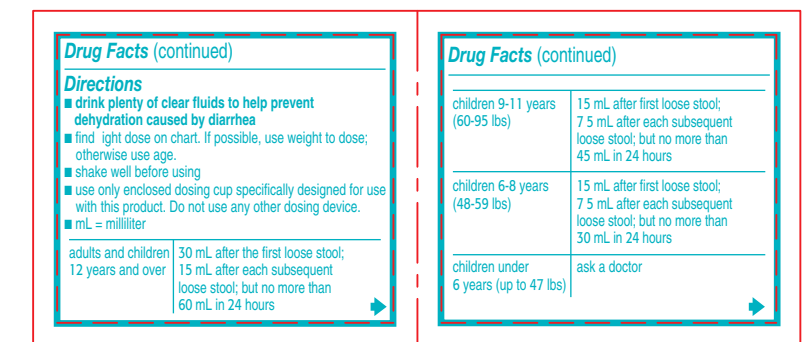 Drug Facts (continued)
Directions
■ drink plenty of clear fluids to help prevent
dehydration caused by diarrhea
■ find ight dose on chart. If possible, use weight to dose;
otherwise use age.
■ shake well before using
■ use only enclosed dosing cup specifically designed for use
with this product. Do not use any other dosing device.
■ mL = milliliter
adults and children
12 years and over
30 mL after the first loose stool;
15 mL after each subsequent
loose stool; but no more than
60 mL in 24 hours
Drug Facts (continued)
children 9-11 years
(60-95 lbs)
15 mL after first loose stool;
7 5 mL after each subsequent
loose stool; but no more than
45 mL in 24 hours
children 6-8 years
(48-59 lbs)
15 mL after first loose stool;
7 5 mL after each subsequent
loose stool; but no more than
30 mL in 24 hours
children under
6 years (up to 47 lbs)
ask a doctor